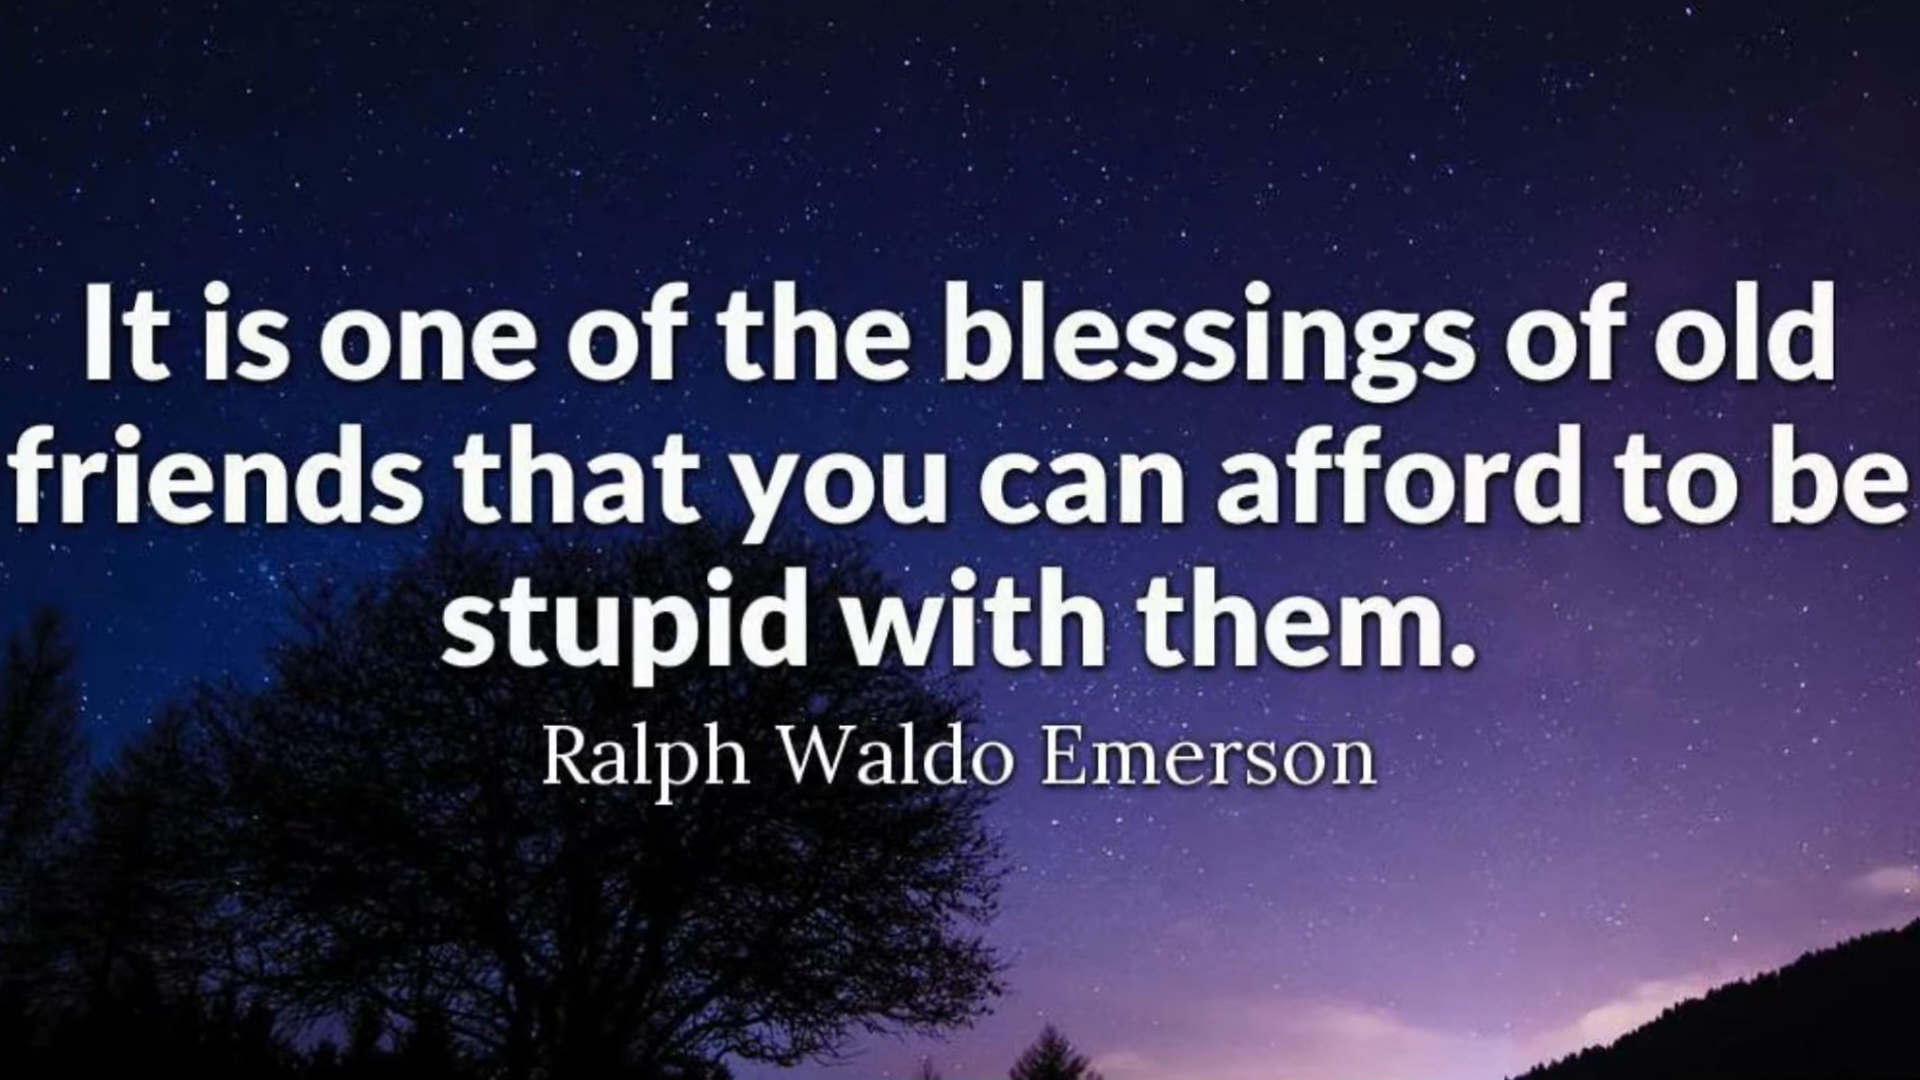 It is one of the blessings of old
friends that you can afford to be
stupid with them.
Ralph Waldo Emerson